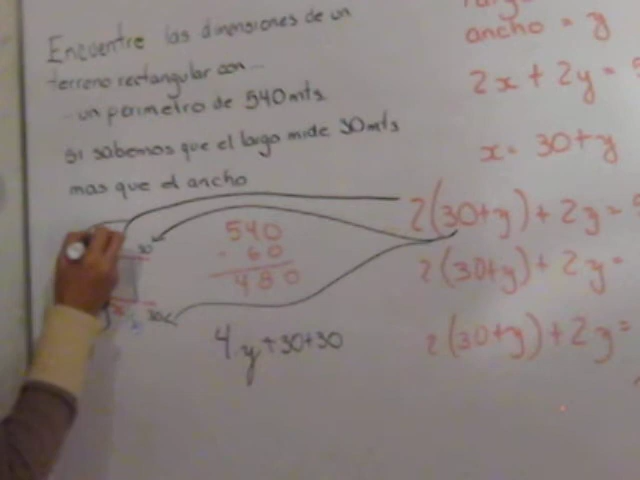 Encuentre las dimensiones de un
terreno rectangular con...
...un perimetro de 540 mts
si sabemos que el largo mide 30 mts
mas que el ancho
ancho = y
2x + 2y =
x = 30 + y
2(30+y) + 2y =
2(30+y) + 2y =
2(30+y) + 2y =
540
- 60
480
30
30
4y + 30 + 30